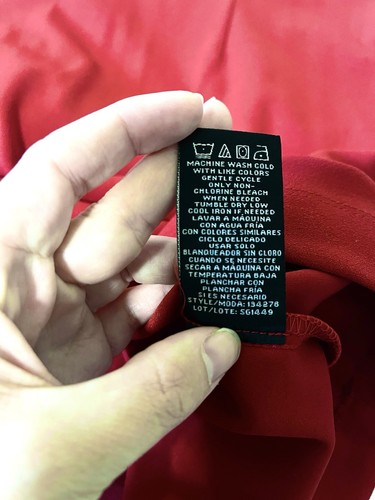 MACHINE WASH COLD
WITH LIKE COLORS
GENTLE CYCLE
ONLY NON-
CHLORINE BLEACH
WHEN NEEDED
TUMBLE DRY LOW
COOL IRON IF NEEDED
LAVAR A MÁQUINA
CON AGUA FRÍA
CON COLORES SIMILARES
CICLO DELICADO
USAR SOLO
BLANQUEADOR SIN CLORO
CUANDO SE NECESITE
SECAR A MÁQUINA CON
TEMPERATURA BAJA
PLANCHAR CON
PLANCHA FRÍA
SI ES NECESARIO
STYLE/MODA: 134278
LOT/LOTE: 561449